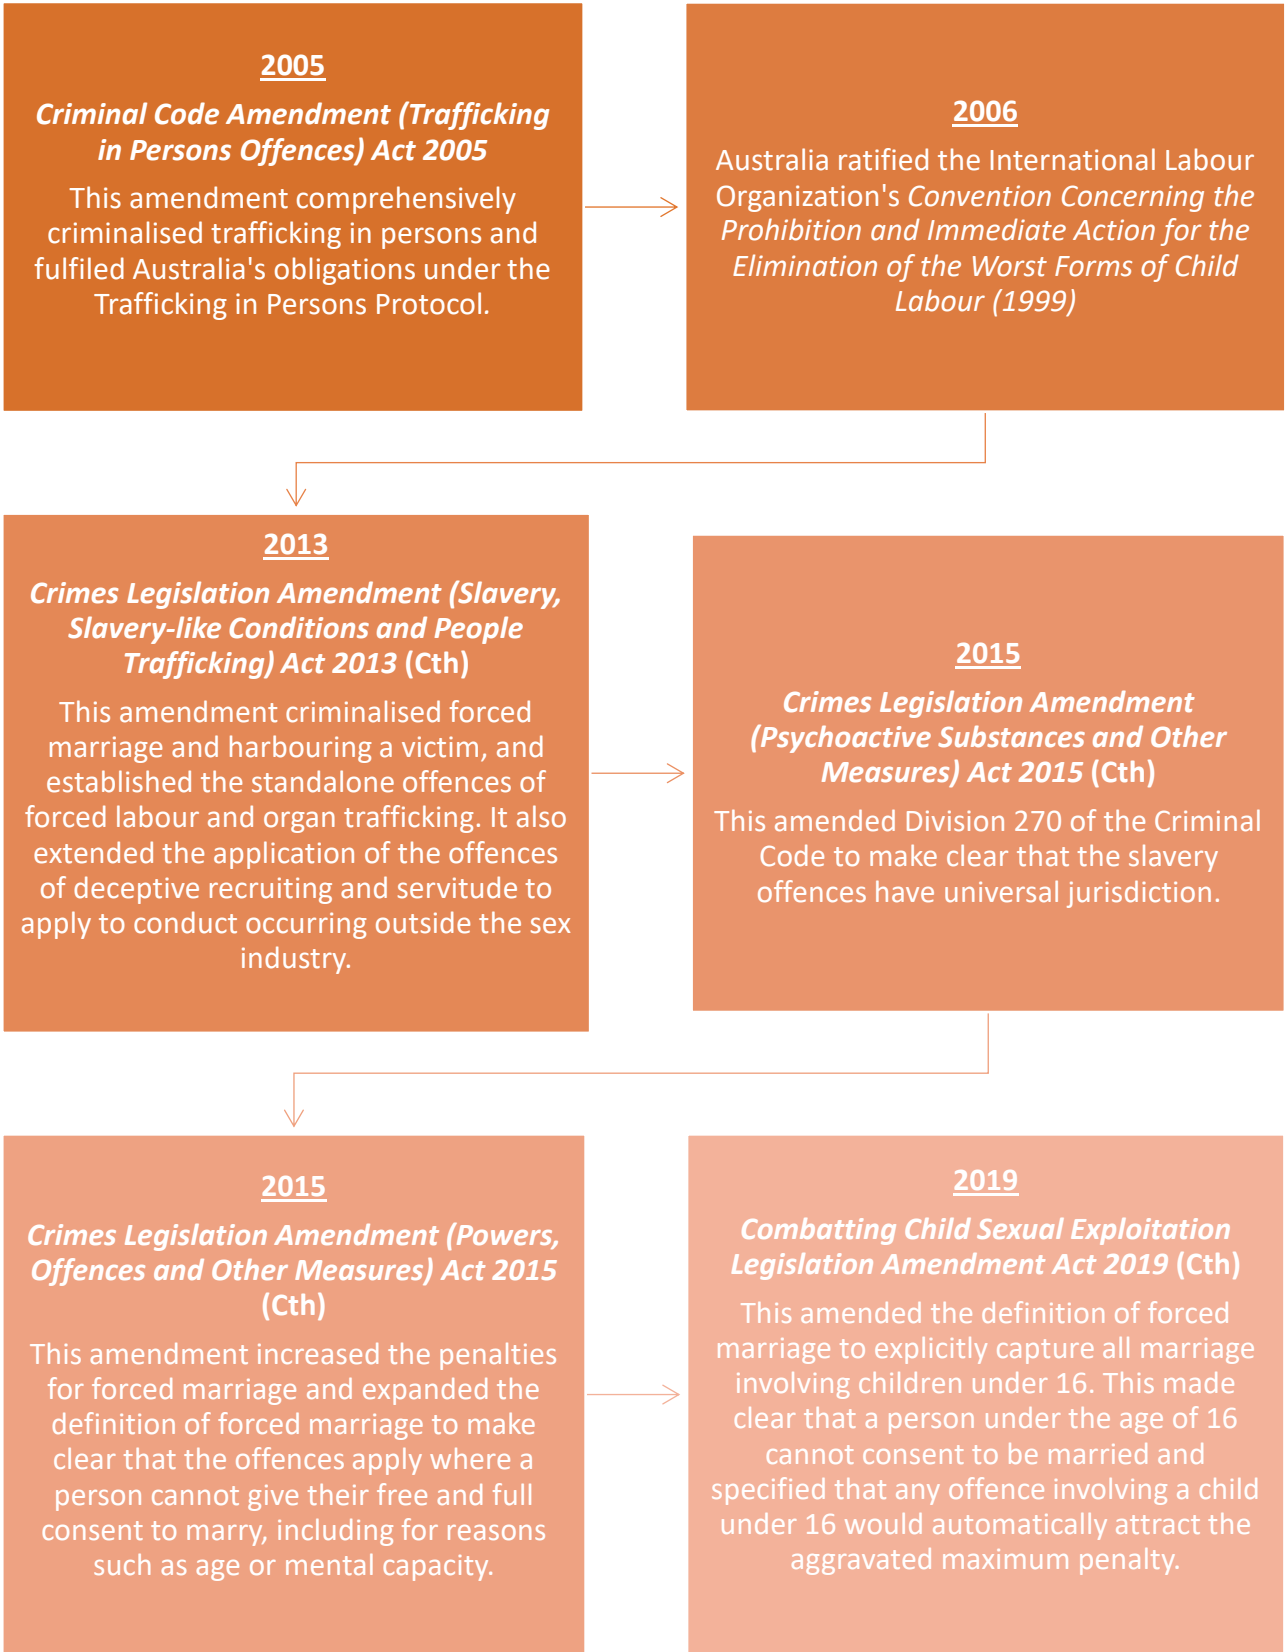 2005
Criminal Code Amendment (Trafficking
in Persons Offences) Act 2005
This amendment comprehensively
criminalised trafficking in persons and
fulfiled Australia's obligations under the
Trafficking in Persons Protocol.
2006
Australia ratified the International Labour
Organization's Convention Concerning the
Prohibition and Immediate Action for the
Elimination of the Worst Forms of Child
Labour (1999)
2013
Crimes Legislation Amendment (Slavery,
Slavery-like Conditions and People
Trafficking) Act 2013 (Cth)
This amendment criminalised forced
marriage and harbouring a victim, and
established the standalone offences of
forced labour and organ trafficking. It also
extended the application of the offences
of deceptive recruiting and servitude to
apply to conduct occurring outside the sex
industry.
2015
Crimes Legislation Amendment
(Psychoactive Substances and Other
Measures) Act 2015 (Cth)
This amended Division 270 of the Criminal
Code to make clear that the slavery
offences have universal jurisdiction.
2015
Crimes Legislation Amendment (Powers,
Offences and Other Measures) Act 2015
(Cth)
This amendment increased the penalties
for forced marriage and expanded the
definition of forced marriage to make
clear that the offences apply where a
person cannot give their free and full
consent to marry, including for reasons
such as age or mental capacity.
2019
Combatting Child Sexual Exploitation
Legislation Amendment Act 2019 (Cth)
This amended the definition of forced
marriage to explicitly capture all marriage
involving children under 16. This made
clear that a person under the age of 16
cannot consent to be married and
specified that any offence involving a child
under 16 would automatically attract the
aggravated maximum penalty.